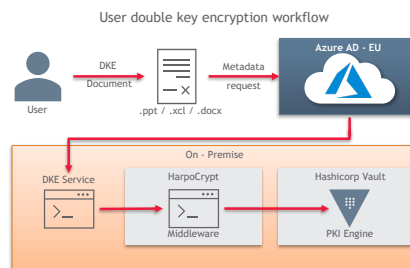 User double key encryption workflow
DKE
Document
Metadata
request
Azure AD - EU
User
.ppt / .xcl / .docx
On - Premise
DKE Service
HarpoCrypt
Hashicorp Vault
Middleware
PKI Engine